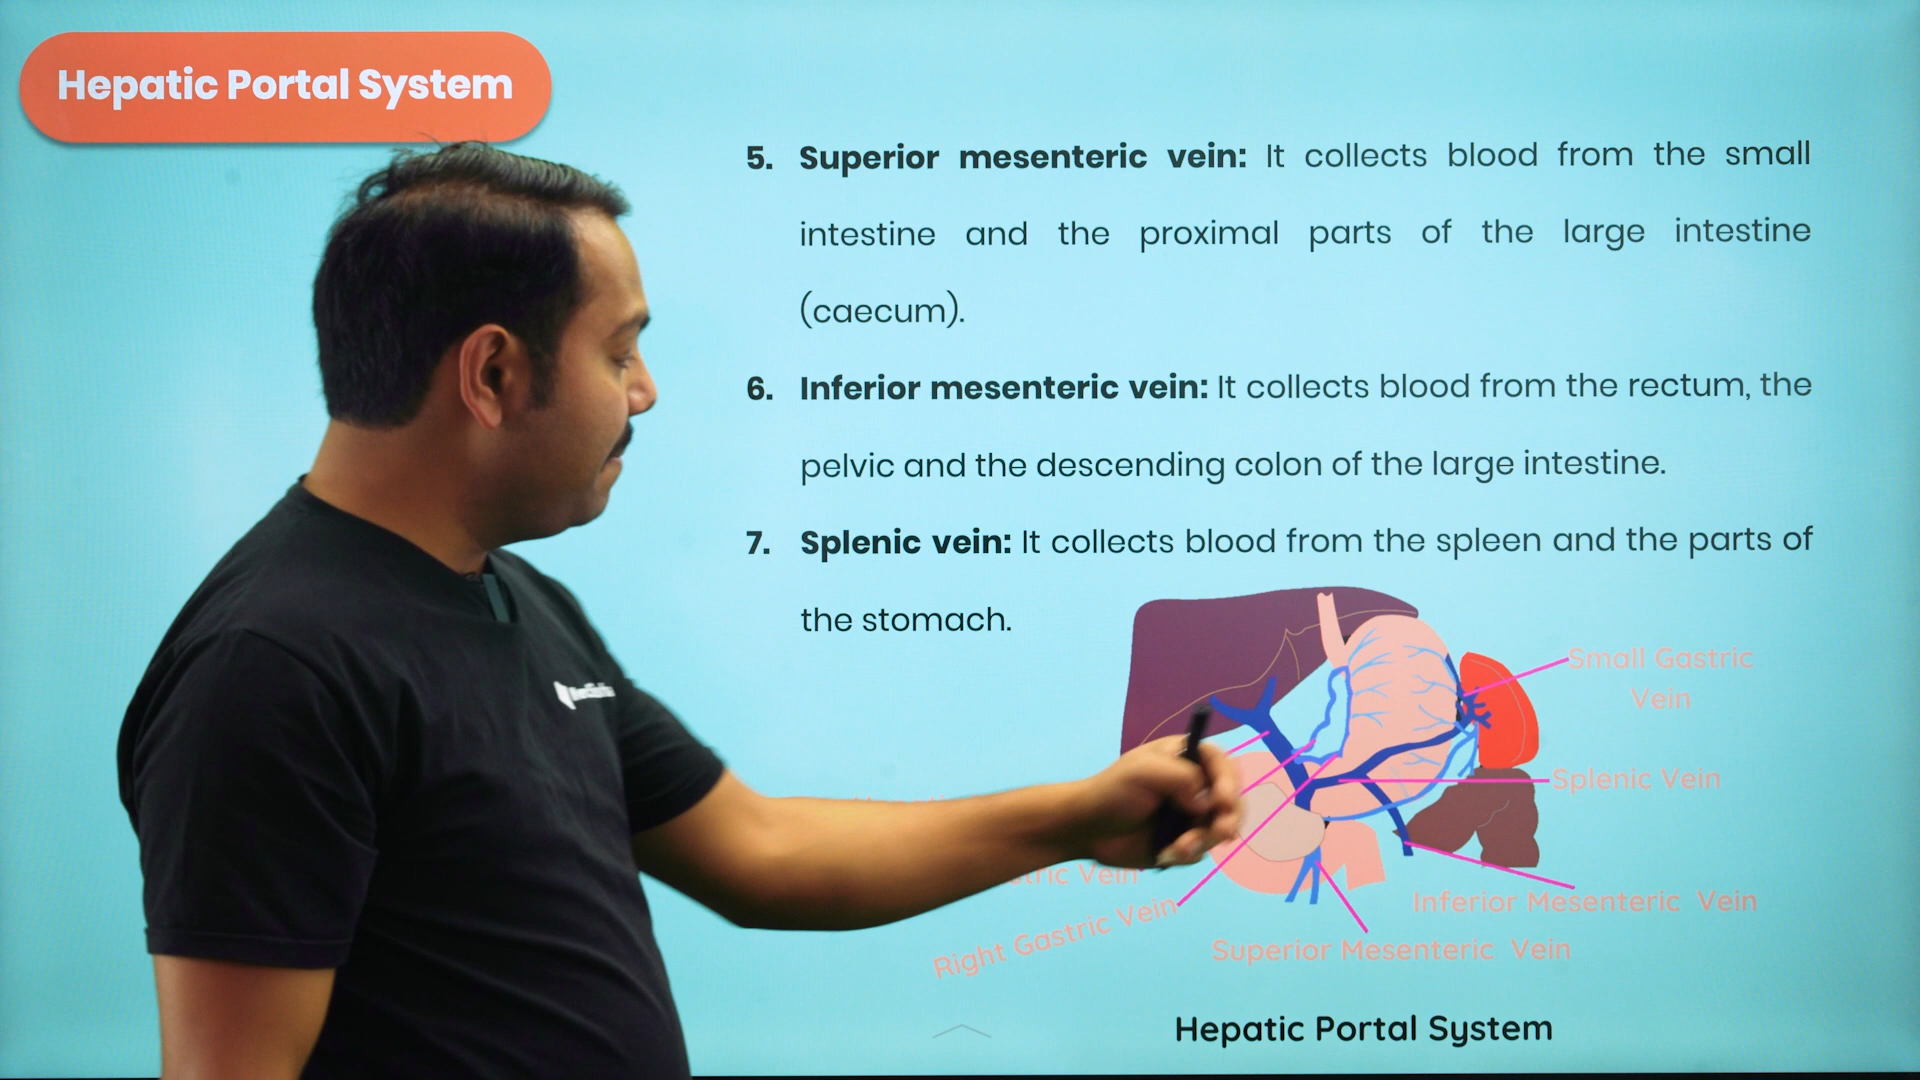 Hepatic Portal System
5. Superior mesenteric vein: It collects blood from the small
intestine and the proximal parts of the large intestine
(caecum).
6. Inferior mesenteric vein: It collects blood from the rectum, the
pelvic and the descending colon of the large intestine.
7. Splenic vein: It collects blood from the spleen and the parts of
the stomach.
Small Gastric
Vein
Splenic Vein
Vein
Inferior Mesenteric Vein
Right Gastric Vein
Superior Mesenteric Vein
Hepatic Portal System